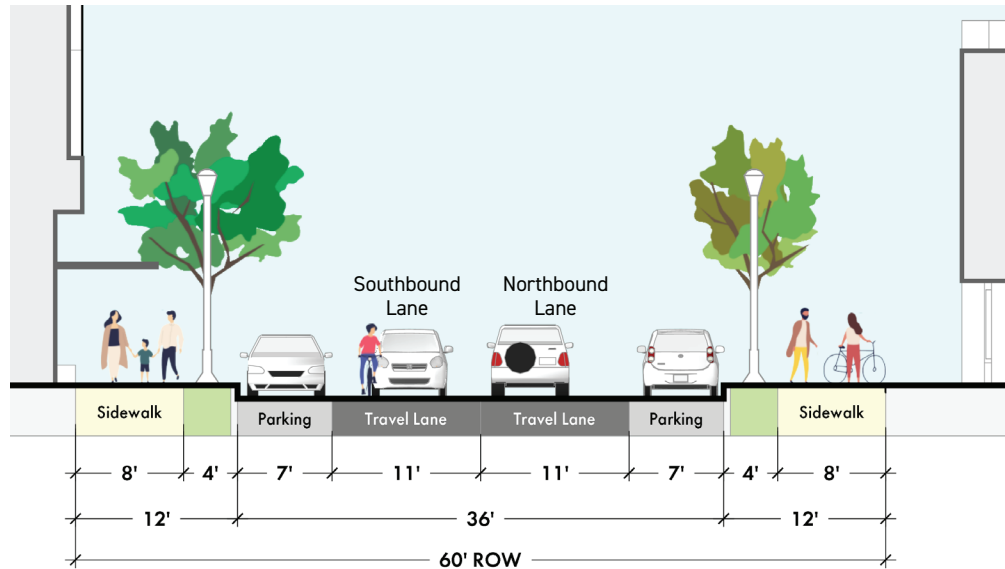 Southbound
Lane
Northbound
Lane
Sidewalk
Parking
Travel Lane
Travel Lane
Parking
Sidewalk
8'
4'
7'
11'
11'
7'
4'
8'
12'
36'
12'
60' ROW